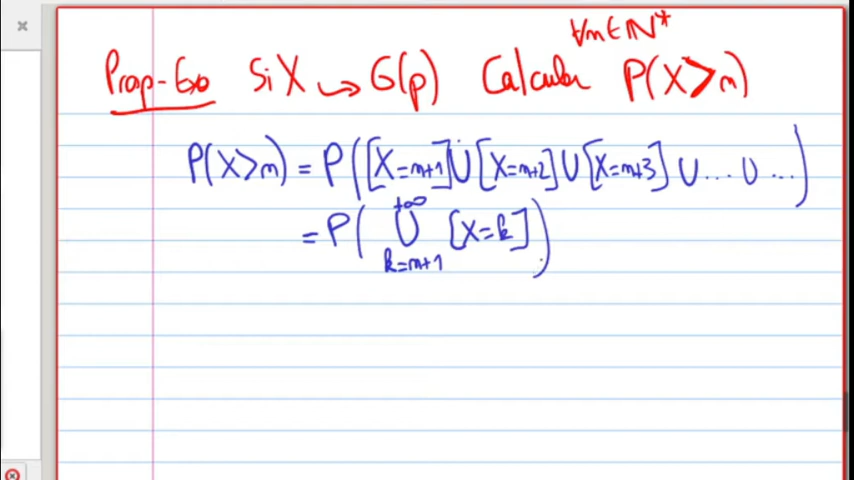 ∀n∈ℕ*
Prop-Exo Si X ↪ G(p) Calculer P(X>n)
P(X>n) = P([X=n+1]∪[X=n+2]∪[X=n+3]∪...∪...)
= P(⋃_{k=n+1}^{+∞} [X=k])